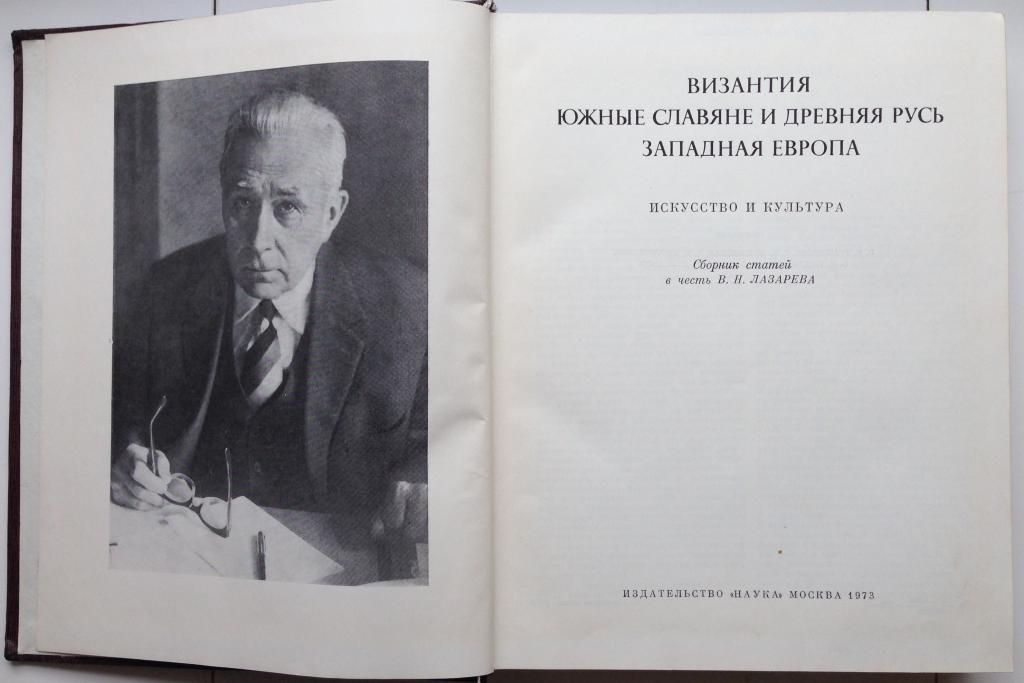 ВИЗАНТИЯ
ЮЖНЫЕ СЛАВЯНЕ И ДРЕВНЯЯ РУСЬ
ЗАПАДНАЯ ЕВРОПА
ИСКУССТВО И КУЛЬТУРА
Сборник статей
в честь В. Н. ЛАЗАРЕВА
ИЗДАТЕЛЬСТВО «НАУКА» МОСКВА 1973